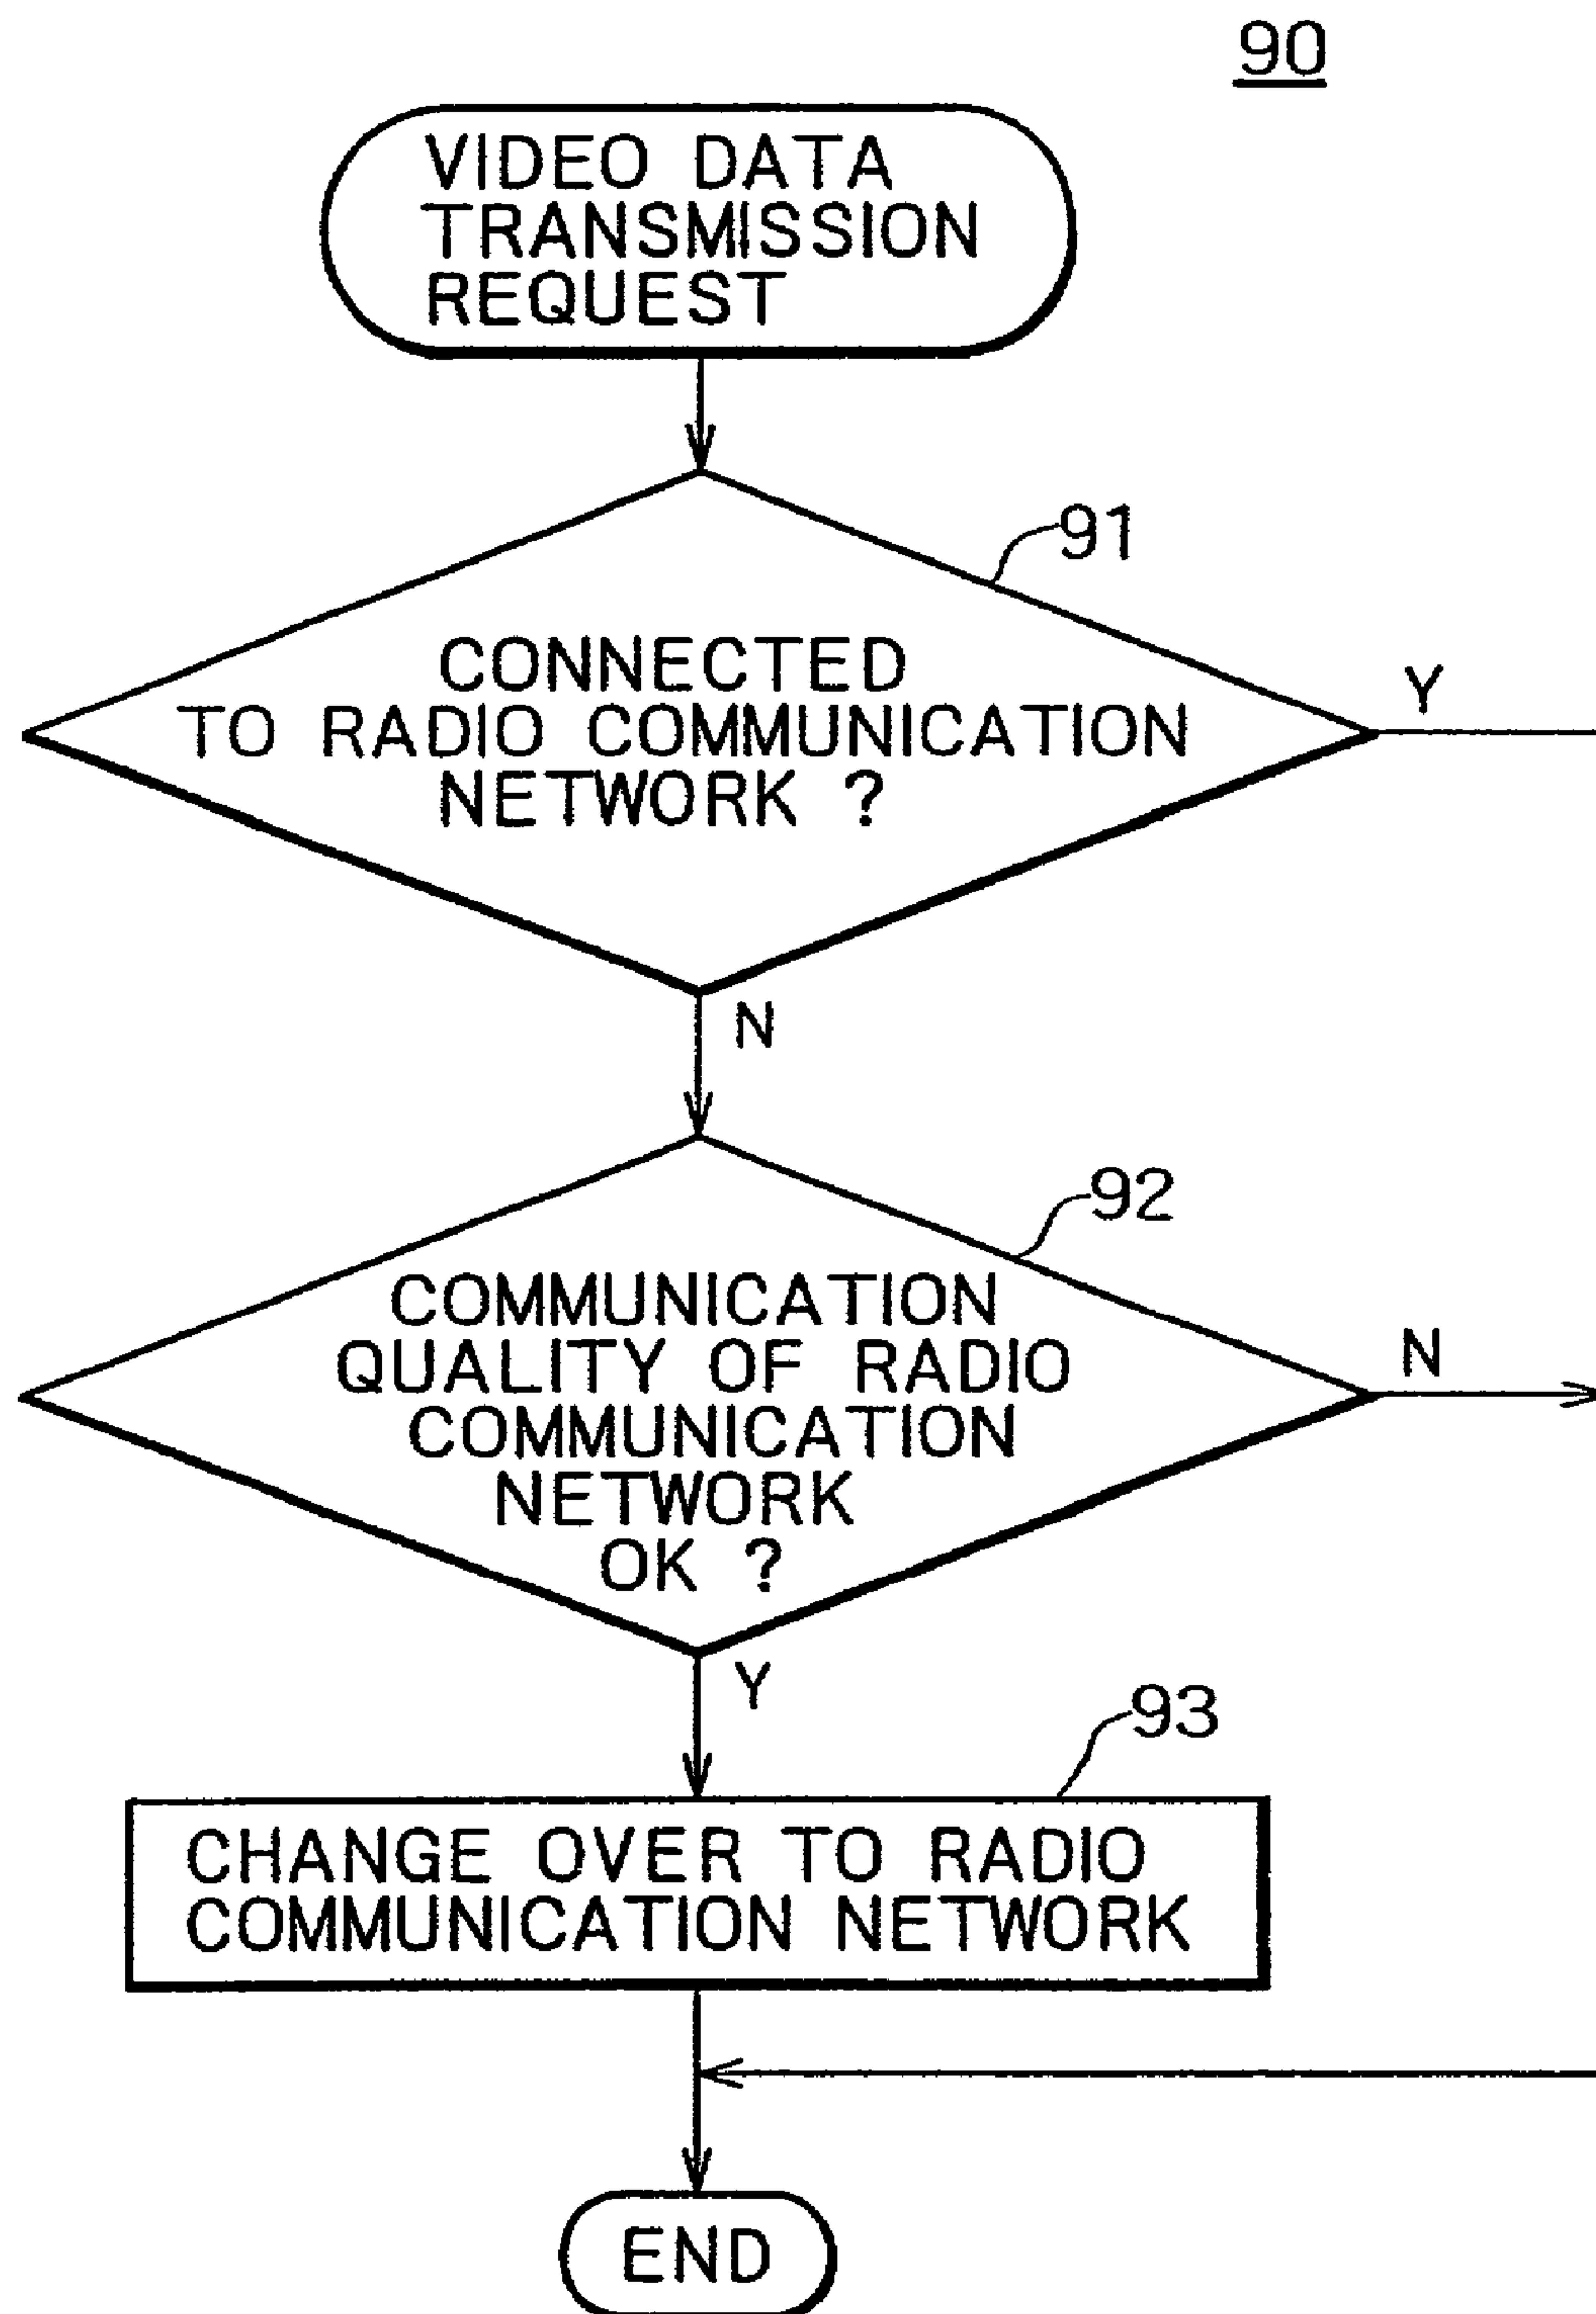 90
VIDEO DATA
TRANSMISSION
REQUEST
91
CONNECTED
TO RADIO COMMUNICATION
NETWORK ?
Y
N
92
COMMUNICATION
QUALITY OF RADIO
COMMUNICATION
NETWORK
OK ?
N
Y
93
CHANGE OVER TO RADIO
COMMUNICATION NETWORK
END